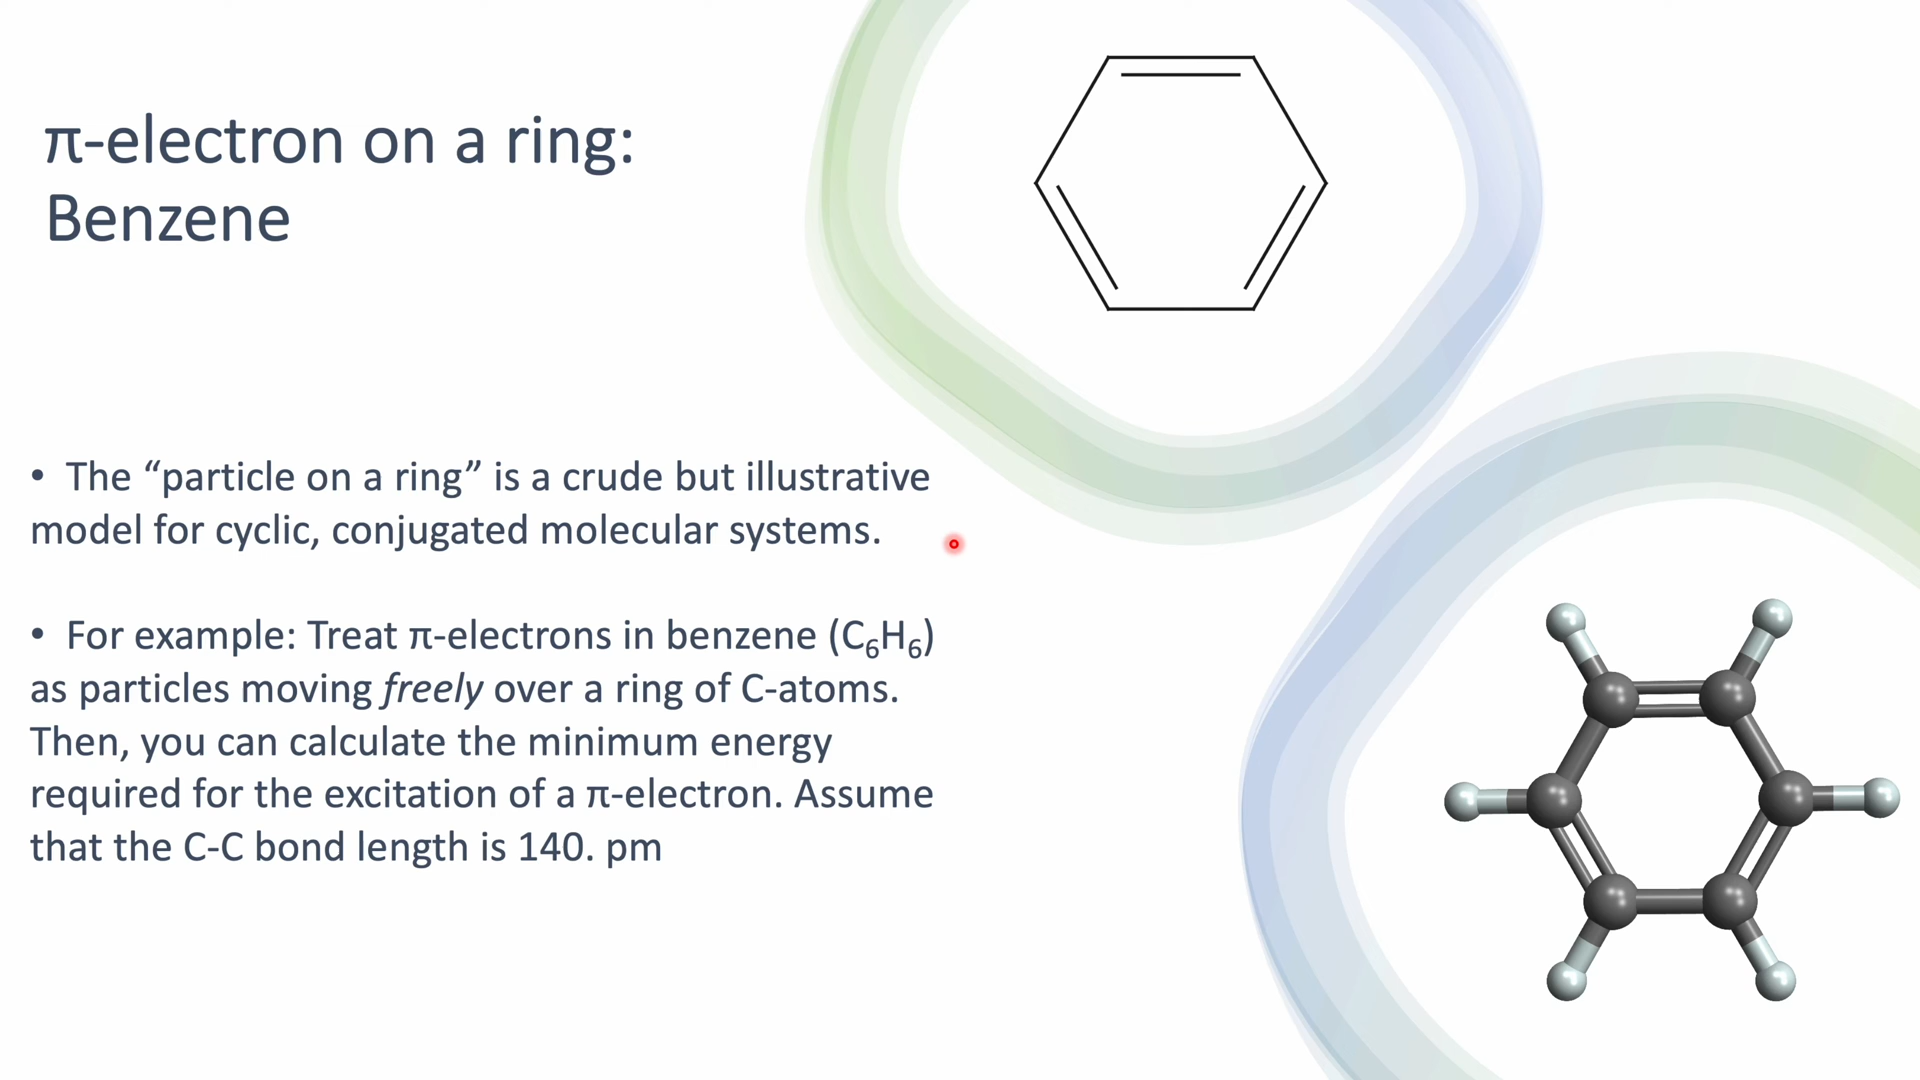 π-electron on a ring:
Benzene
• The “particle on a ring” is a crude but illustrative
model for cyclic, conjugated molecular systems.
• For example: Treat π-electrons in benzene (C₆H₆)
as particles moving freely over a ring of C-atoms.
Then, you can calculate the minimum energy
required for the excitation of a π-electron. Assume
that the C-C bond length is 140. pm